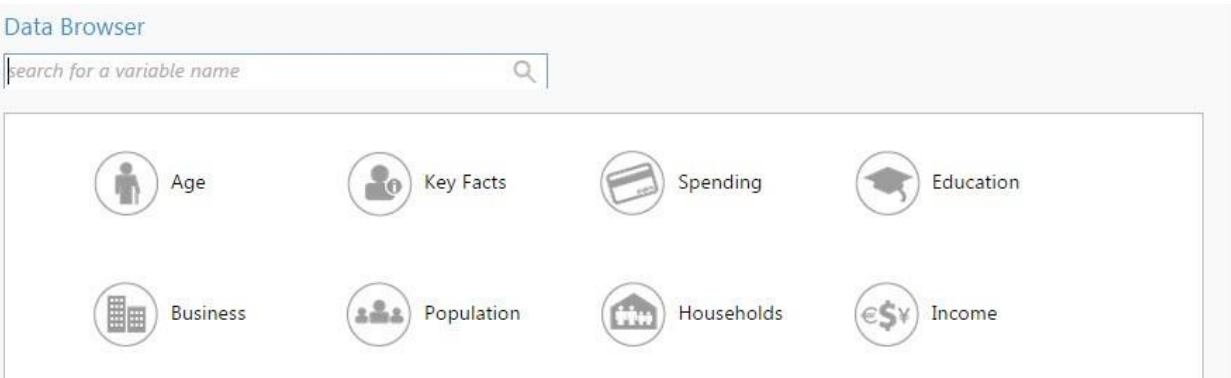 Data Browser
search for a variable name
Age Key Facts Spending Education
Business Population Households Income
€$¥